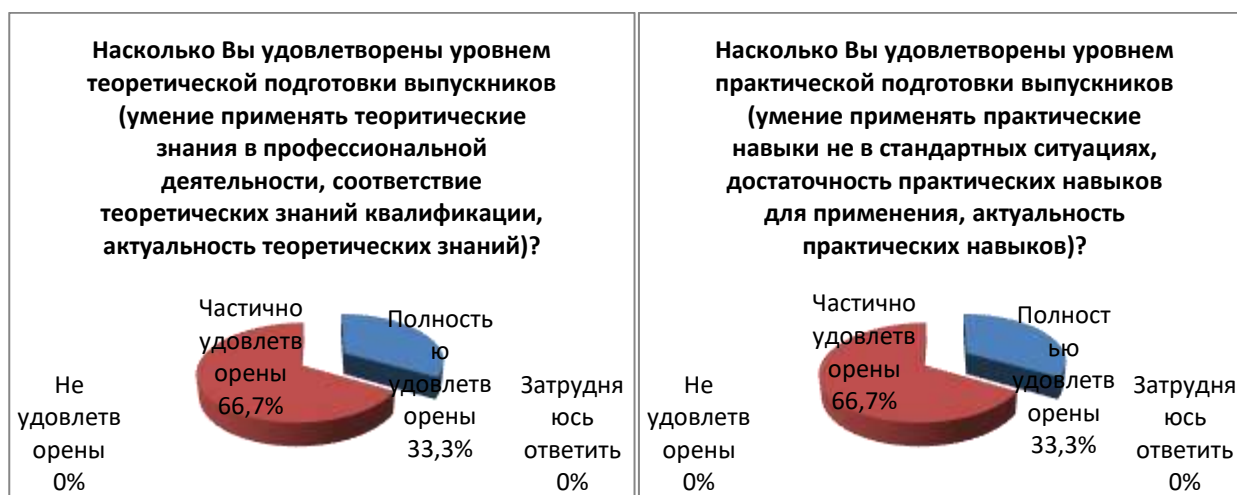 Насколько Вы удовлетворены уровнем
теоретической подготовки выпускников
(умение применять теоритические
знания в профессиональной
деятельности, соответствие
теоретических знаний квалификации,
актуальность теоретических знаний)?
Частично
удовлетв
орены
66,7%
Полность
ю
удовлетв
орены
33,3%
Не
удовлетв
орены
0%
Затрудня
юсь
ответить
0%
Насколько Вы удовлетворены уровнем
практической подготовки выпускников
(умение применять практические
навыки не в стандартных ситуациях,
достаточность практических навыков
для применения, актуальность
практических навыков)?
Частично
удовлетв
орены
66,7%
Полност
ью
удовлетв
орены
33,3%
Не
удовлетв
орены
0%
Затрудня
юсь
ответить
0%